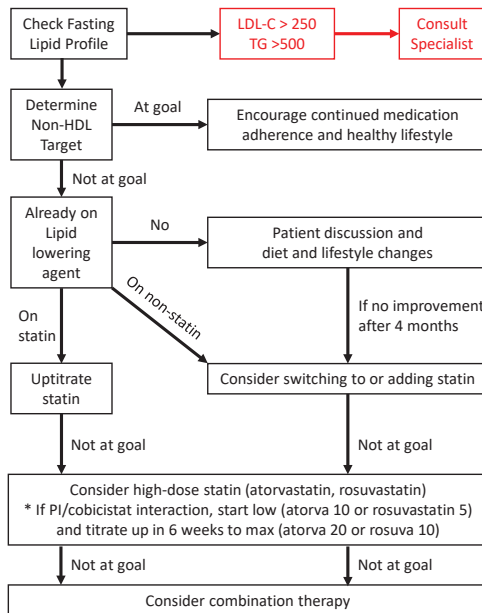 Check Fasting
Lipid Profile
LDL-C > 250
TG >500
Consult
Specialist
Determine
Non-HDL
Target
At goal
Encourage continued medication
adherence and healthy lifestyle
Not at goal
Already on
Lipid
lowering
agent
No
Patient discussion and
diet and lifestyle changes
On
statin
On non-statin
If no improvement
after 4 months
Uptitrate
statin
Consider switching to or adding statin
Not at goal
Not at goal
Consider high-dose statin (atorvastatin, rosuvastatin)
* If PI/cobicistat interaction, start low (atorva 10 or rosuvastatin 5)
and titrate up in 6 weeks to max (atorva 20 or rosuva 10)
Not at goal
Not at goal
Consider combination therapy